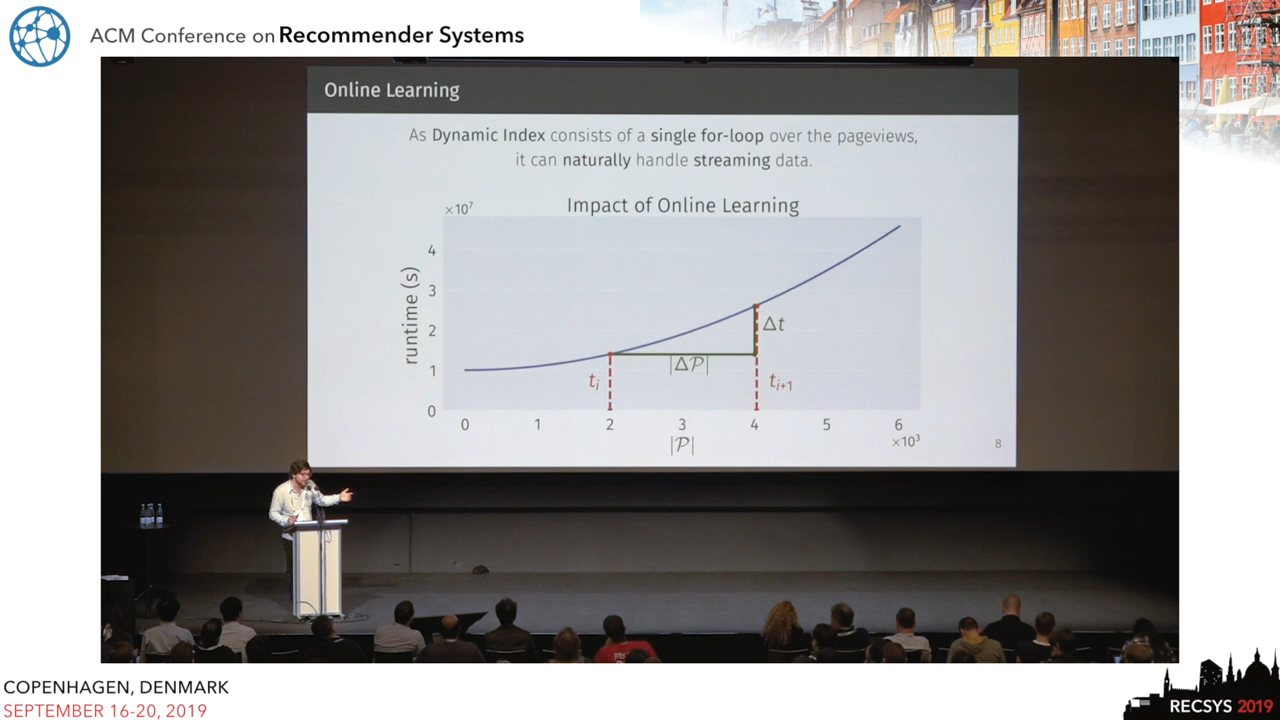 ACM Conference on Recommender Systems
Online Learning
As Dynamic Index consists of a single for-loop over the pageviews,
it can naturally handle streaming data.
Impact of Online Learning
×10⁷
runtime (s)
4
3
2
1
0
Δt
|Δ𝒫|
tᵢ
tᵢ₊₁
0 1 2 3 4 5 6
×10³
|𝒫|
8
COPENHAGEN, DENMARK
SEPTEMBER 16-20, 2019
RECSYS 2019